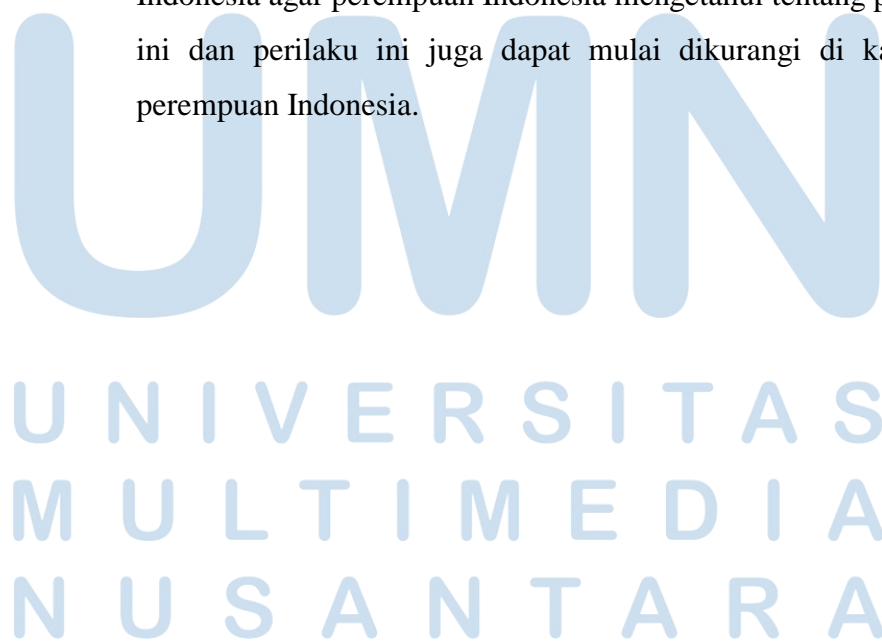 Indonesia agar perempuan Indonesia mengetahui tentang
ini dan perilaku ini juga dapat mulai dikurangi di
perempuan Indonesia.
UMN
UNIVERSITAS
MULTIMEDIA
NUSANTARA